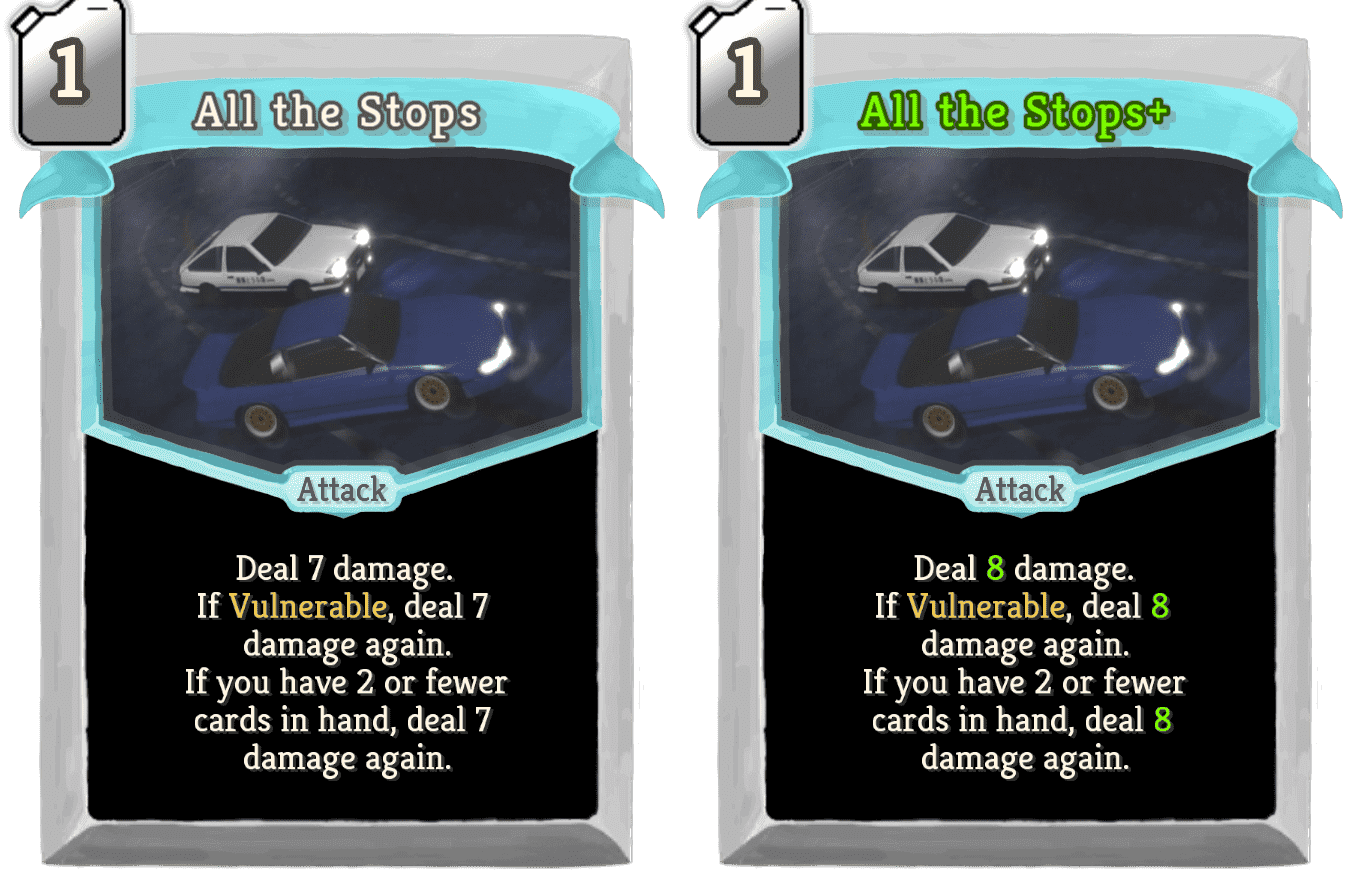 1
All the Stops
Attack
Deal 7 damage.
If Vulnerable, deal 7
damage again.
If you have 2 or fewer
cards in hand, deal 7
damage again.
1
All the Stops+
Attack
Deal 8 damage.
If Vulnerable, deal 8
damage again.
If you have 2 or fewer
cards in hand, deal 8
damage again.